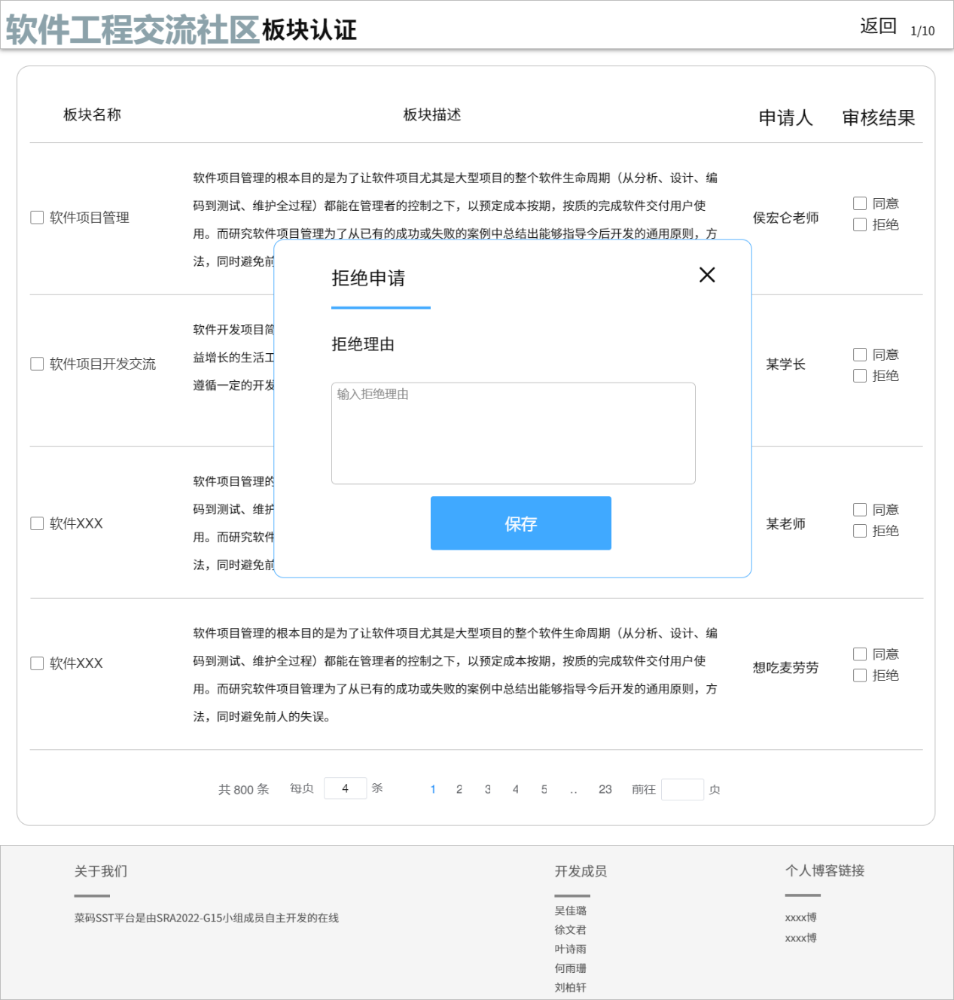 软件工程交流社区板块认证
返回 1/10
板块名称 板块描述 申请人 审核结果
软件项目管理的根本目的是为了让软件项目尤其是大型项目的整个软件生命周期（从分析、设计、编
码到测试、维护全过程）都能在管理者的控制之下，以预定成本按期，按质的完成软件交付用户使
用。而研究软件项目管理为了从已有的成功或失败的案例中总结出能够指导今后开发的通用原则，方
法，同时避免前
软件项目管理
侯宏仑老师
同意
拒绝
软件开发项目简
益增长的生活工
遵循一定的开发
软件项目开发交流
某学长
同意
拒绝
拒绝申请
拒绝理由
输入拒绝理由
保存
软件项目管理的
码到测试、维护
用。而研究软件
法，同时避免前
软件XXX
某老师
同意
拒绝
软件项目管理的根本目的是为了让软件项目尤其是大型项目的整个软件生命周期（从分析、设计、编
码到测试、维护全过程）都能在管理者的控制之下，以预定成本按期，按质的完成软件交付用户使
用。而研究软件项目管理为了从已有的成功或失败的案例中总结出能够指导今后开发的通用原则，方
法，同时避免前人的失误。
软件XXX
想吃麦劳劳
同意
拒绝
共 800 条 每页 4 条 1 2 3 4 5 .. 23 前往 页
关于我们
菜码SST平台是由SRA2022-G15小组成员自主开发的在线
开发成员
吴佳璐
徐文君
叶诗雨
何雨珊
刘柏轩
个人博客链接
xxxx博
xxxx博